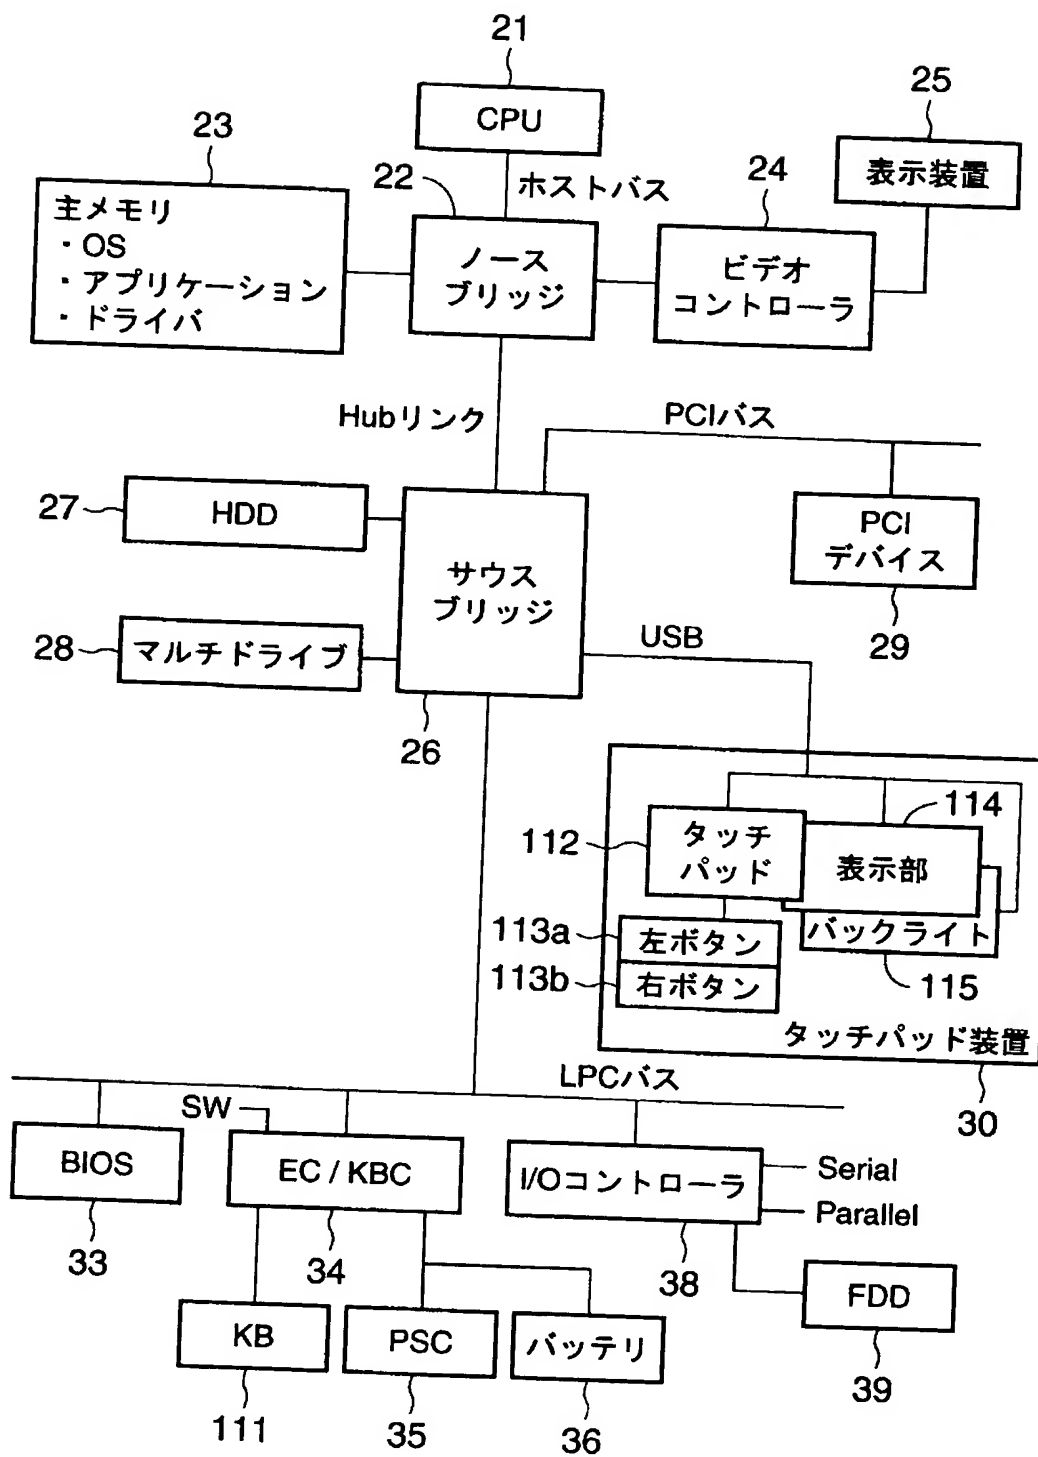 21
CPU
25
表示装置
23
22
ホストバス
24
主メモリ
・OS
・アプリケーション
・ドライバ
ノース
ブリッジ
ビデオ
コントローラ
Hubリンク
PCIバス
27
HDD
サウス
ブリッジ
PCI
デバイス
29
28
マルチドライブ
USB
26
114
112
タッチ
パッド
表示部
113a
左ボタン
バックライト
113b
右ボタン
115
タッチパッド装置
30
LPCバス
SW
BIOS
EC / KBC
I/Oコントローラ
Serial
Parallel
33
34
38
KB
PSC
バッテリ
FDD
111
35
36
39